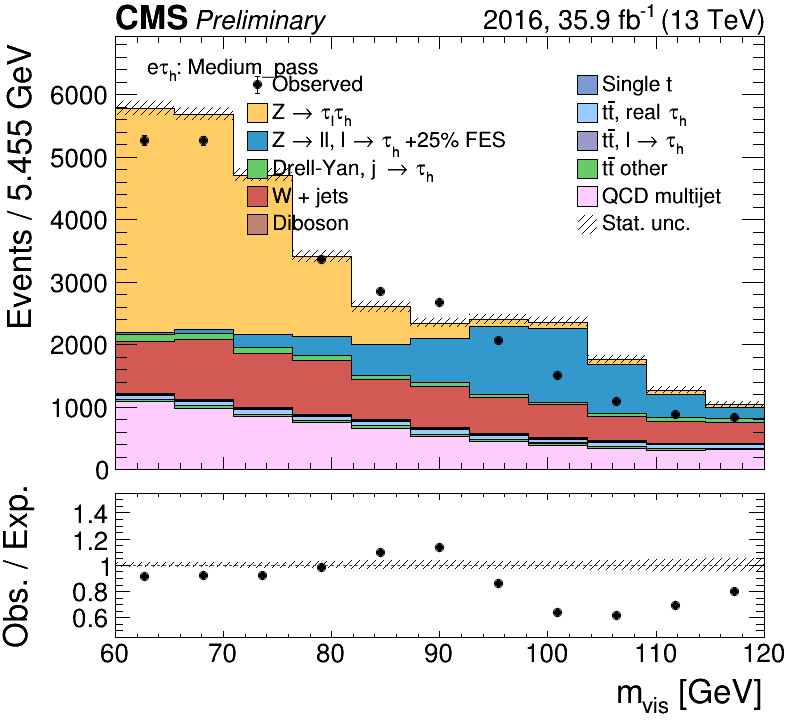 CMS Preliminary 2016, 35.9 fb⁻¹ (13 TeV)
eτₕ: Medium_pass
Observed
Z → τₗτₕ
Z → ll, l → τₕ +25% FES
Drell-Yan, j → τₕ
W + jets
Diboson
Single t
tt̄, real τₕ
tt̄, l → τₕ
tt̄ other
QCD multijet
Stat. unc.
Events / 5.455 GeV
6000
5000
4000
3000
2000
1000
0
Obs. / Exp.
1.4
1.2
1
0.8
0.6
60 70 80 90 100 110 120
m_vis [GeV]